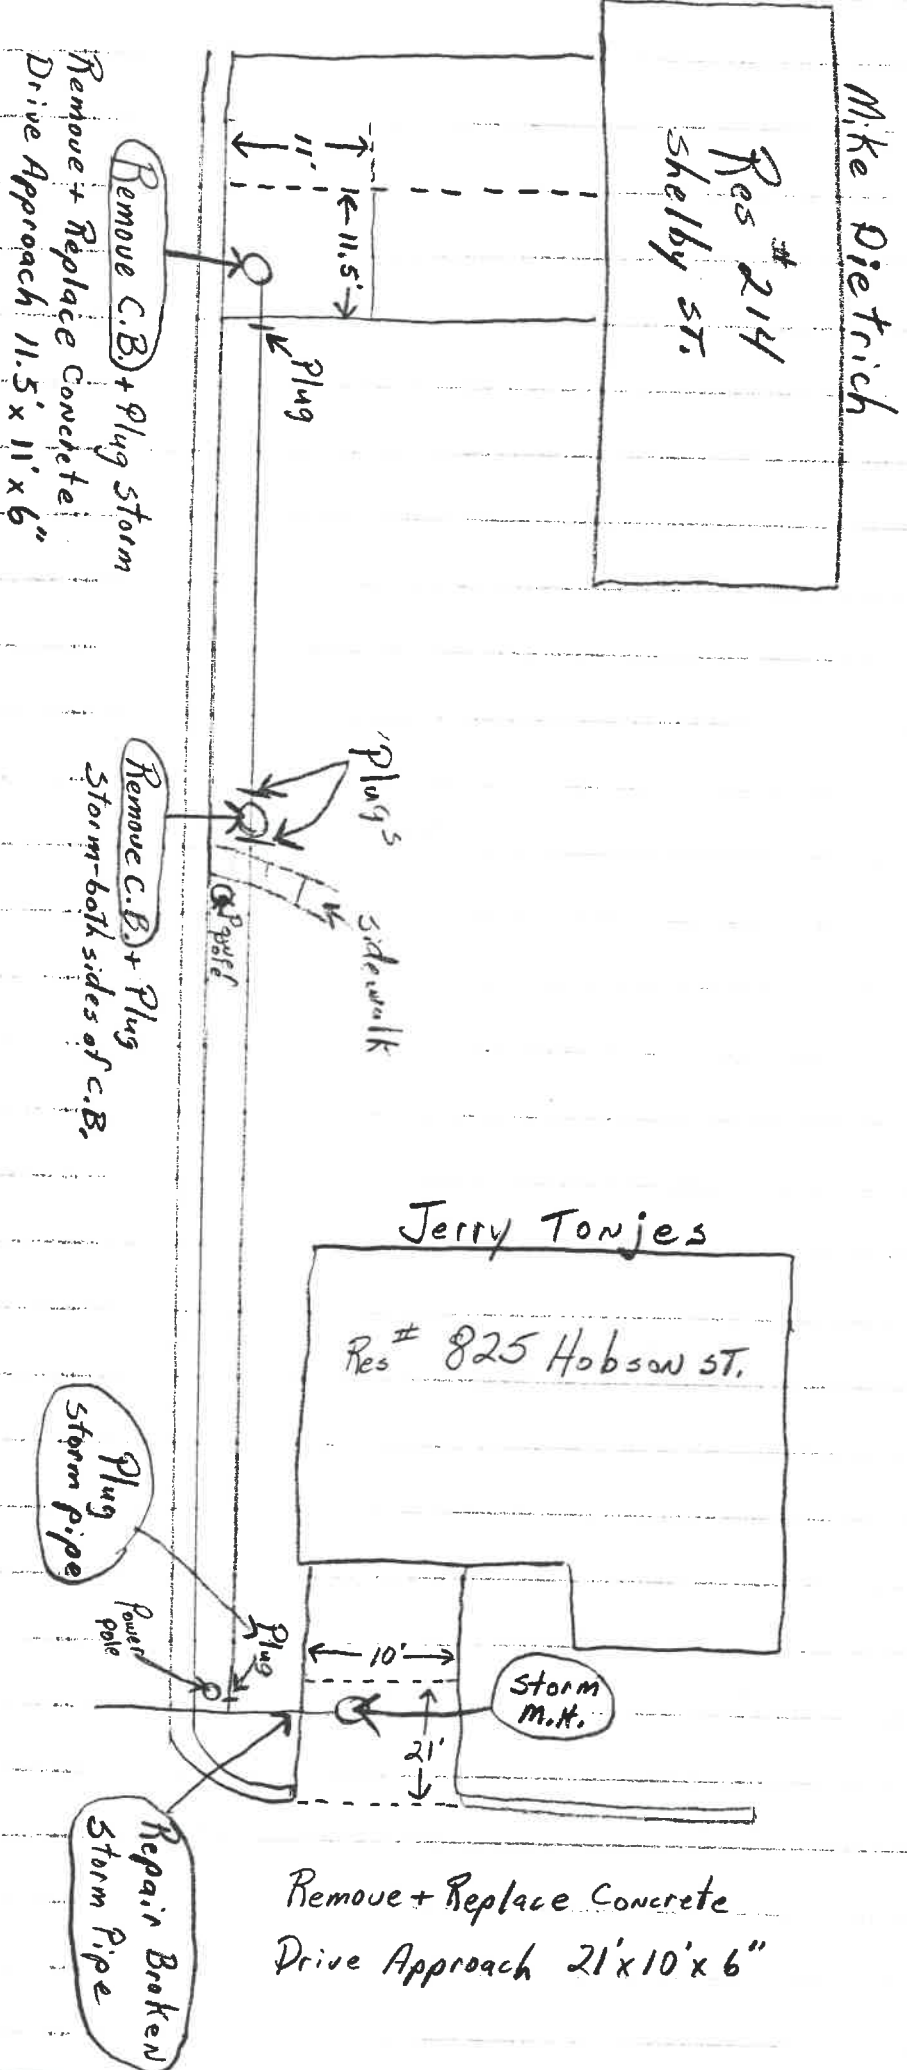 Mike Dietrich
Res # 214
Shelby ST.
11'
11.5'
Plug
Remove C.B. + Plug Storm
Remove + Replace Concrete
Drive Approach 11.5' x 11' x 6"
Plugs
sidewalk
Power
pole
Remove C.B. + Plug
Storm-both sides of C.B.
Jerry Tonjes
Res # 825 Hobson ST.
Plug
Storm pipe
Power
pole
Plug
10'
21'
Storm
M.H.
Repair Broken
Storm Pipe
Remove + Replace Concrete
Drive Approach 21' x 10' x 6"